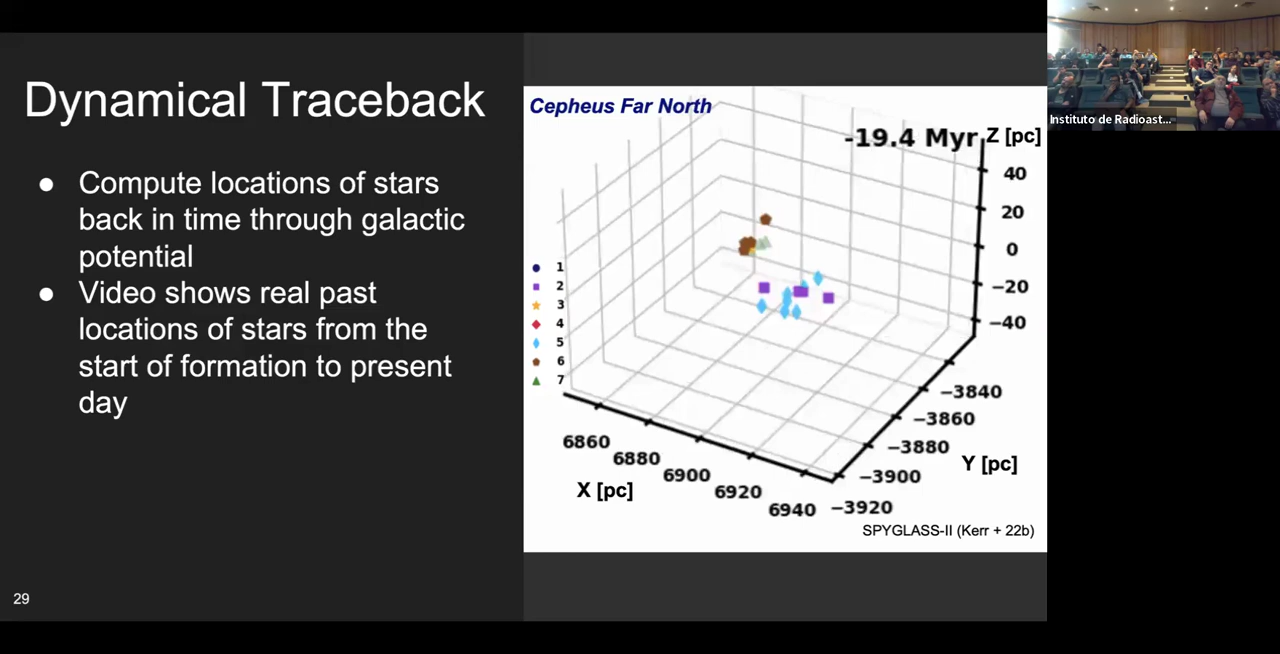 Dynamical Traceback
● Compute locations of stars
back in time through galactic
potential
● Video shows real past
locations of stars from the
start of formation to present
day
29
Cepheus Far North
-19.4 Myr
Z [pc]
40
20
0
−20
−40
1
2
3
4
5
6
7
−3840
−3860
−3880
−3900
−3920
Y [pc]
6860
6880
6900
6920
6940
X [pc]
SPYGLASS-II (Kerr + 22b)
Instituto de Radioast...